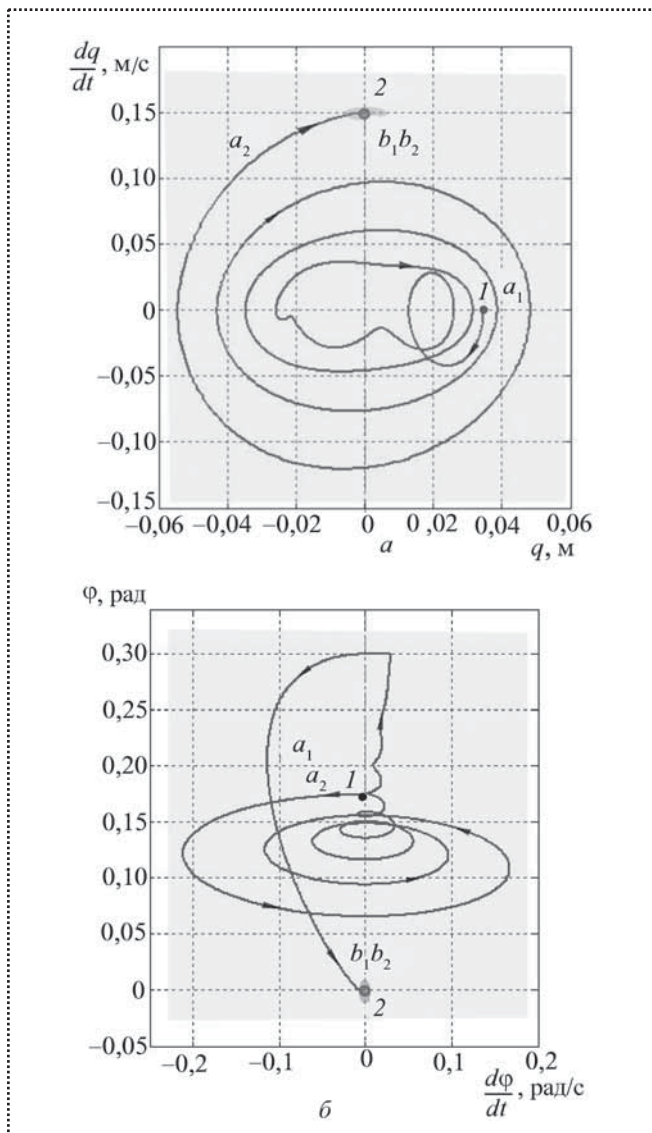 dq/dt, м/с
2
0,15
a₂
b₁b₂
0,10
0,05
1 a₁
0
–0,05
–0,10
–0,15
–0,06 –0,04 –0,02 0 0,02 0,04 0,06
а q, м
φ, рад
0,30
0,25
a₁
0,20
a₂ 1
0,15
0,10
0,05
b₁b₂
0
2
–0,05
–0,2 –0,1 0 0,1 0,2
dφ/dt, рад/с
б